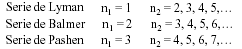 Serie de Lyman n₁ = 1 n₂ = 2, 3, 4, 5,…
Serie de Balmer n₁ = 2 n₂ = 3, 4, 5, 6,…
Serie de Pashen n₁ = 3 n₂ = 4, 5, 6, 7,…